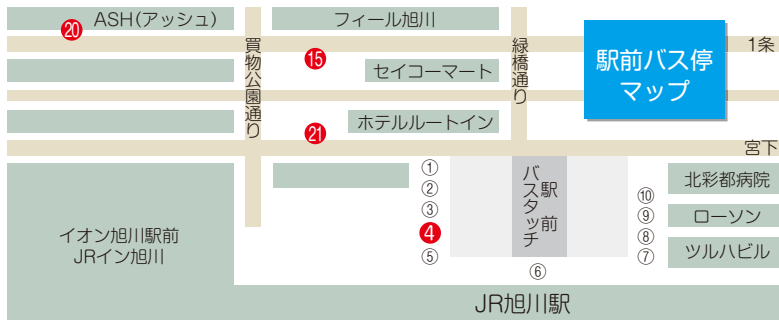 ASH(アッシュ)
フィール旭川
⑳
買物公園通り
緑橋通り
駅前バス停
マップ
1条
⑮
セイコーマート
㉑
ホテルルートイン
宮下
①
②
③
④
⑤
駅前
バスタッチ
⑥
⑩
⑨
⑧
⑦
北彩都病院
ローソン
ツルハビル
イオン旭川駅前
JRイン旭川
JR旭川駅